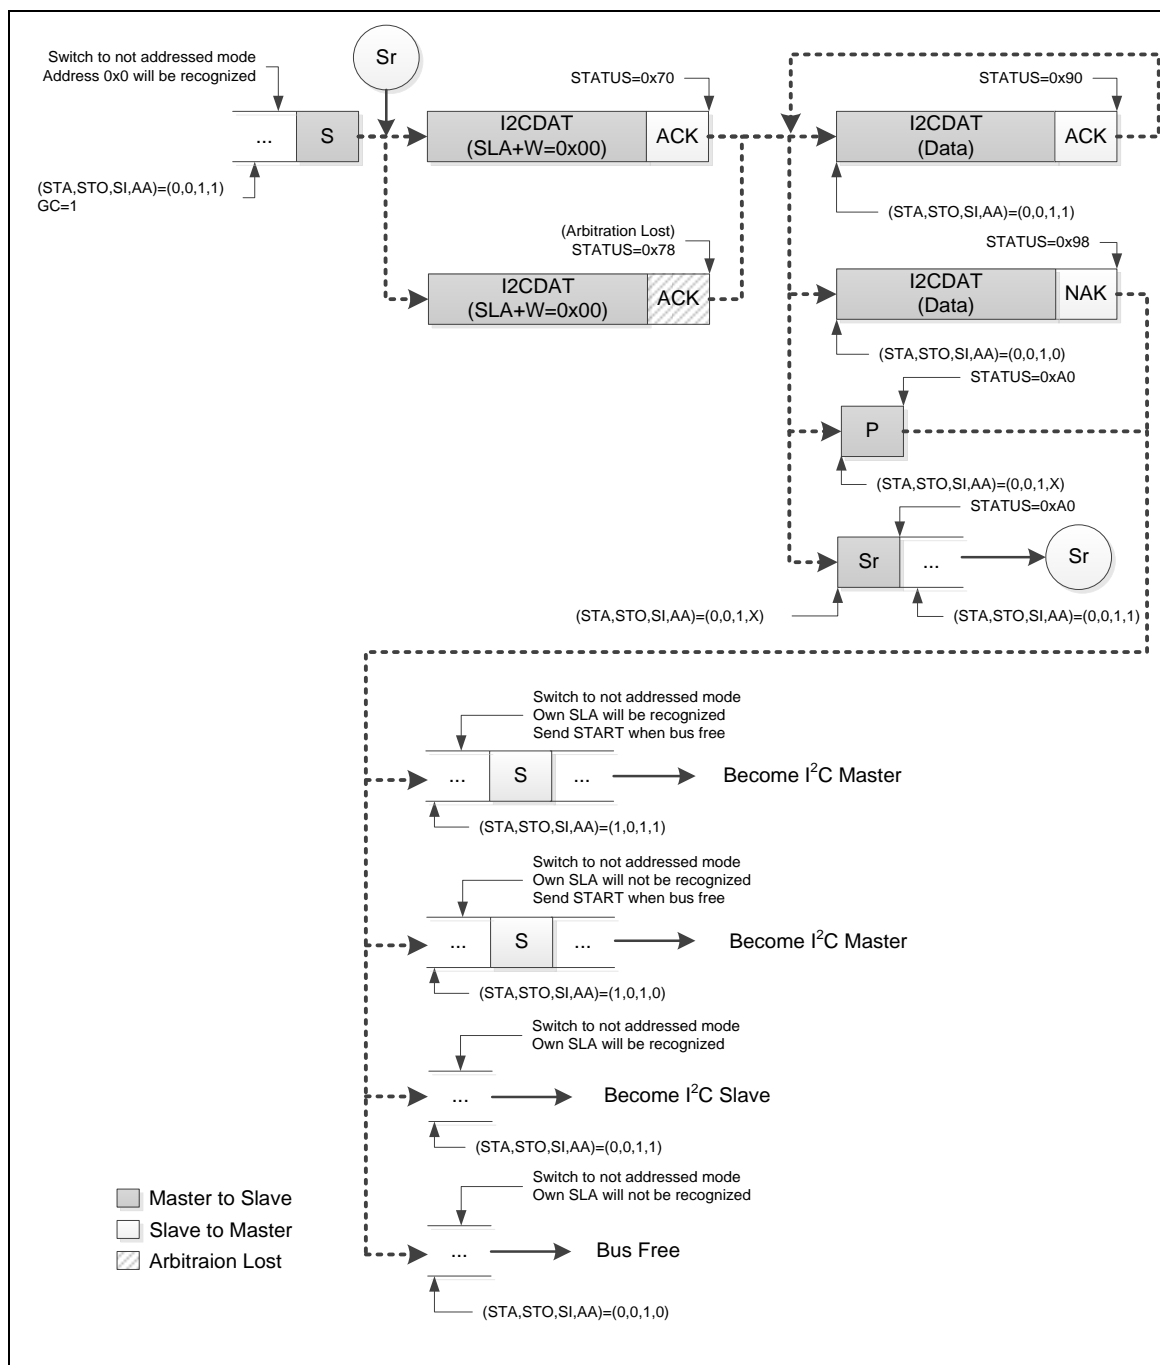 Switch to not addressed mode
Address 0x0 will be recognized
Sr
STATUS=0x70
STATUS=0x90
...
S
I2CDAT
(SLA+W=0x00)
ACK
I2CDAT
(Data)
ACK
(STA,STO,SI,AA)=(0,0,1,1)
GC=1
(STA,STO,SI,AA)=(0,0,1,1)
(Arbitration Lost)
STATUS=0x78
STATUS=0x98
I2CDAT
(SLA+W=0x00)
ACK
I2CDAT
(Data)
NAK
(STA,STO,SI,AA)=(0,0,1,0)
STATUS=0xA0
P
(STA,STO,SI,AA)=(0,0,1,X)
STATUS=0xA0
Sr
...
Sr
(STA,STO,SI,AA)=(0,0,1,X)
(STA,STO,SI,AA)=(0,0,1,1)
Switch to not addressed mode
Own SLA will be recognized
Send START when bus free
...
S
...
Become I²C Master
(STA,STO,SI,AA)=(1,0,1,1)
Switch to not addressed mode
Own SLA will not be recognized
Send START when bus free
...
S
...
Become I²C Master
(STA,STO,SI,AA)=(1,0,1,0)
Switch to not addressed mode
Own SLA will be recognized
...
Become I²C Slave
(STA,STO,SI,AA)=(0,0,1,1)
Switch to not addressed mode
Own SLA will not be recognized
...
Bus Free
(STA,STO,SI,AA)=(0,0,1,0)
Master to Slave
Slave to Master
Arbitraion Lost